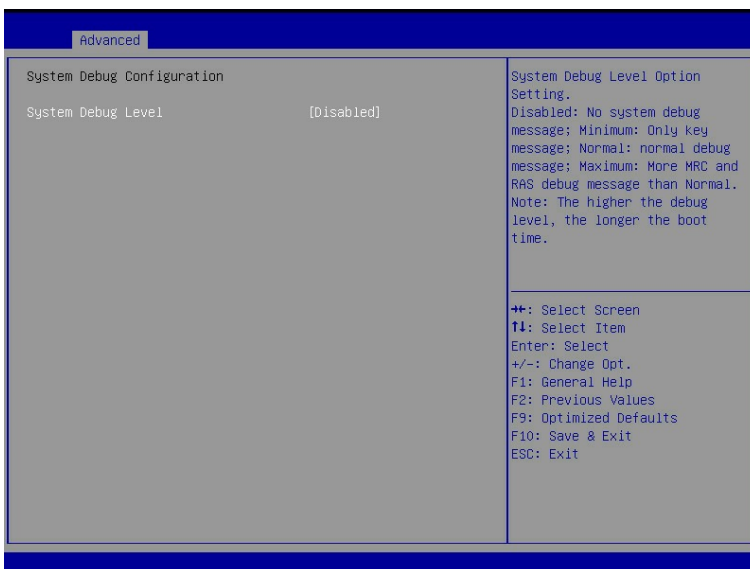 Advanced
System Debug Configuration
System Debug Level [Disabled]
System Debug Level Option
Setting.
Disabled: No system debug
message; Minimum: Only key
message; Normal: normal debug
message; Maximum: More MRC and
RAS debug message than Normal.
Note: The higher the debug
level, the longer the boot
time.
→←: Select Screen
↑↓: Select Item
Enter: Select
+/-: Change Opt.
F1: General Help
F2: Previous Values
F9: Optimized Defaults
F10: Save & Exit
ESC: Exit